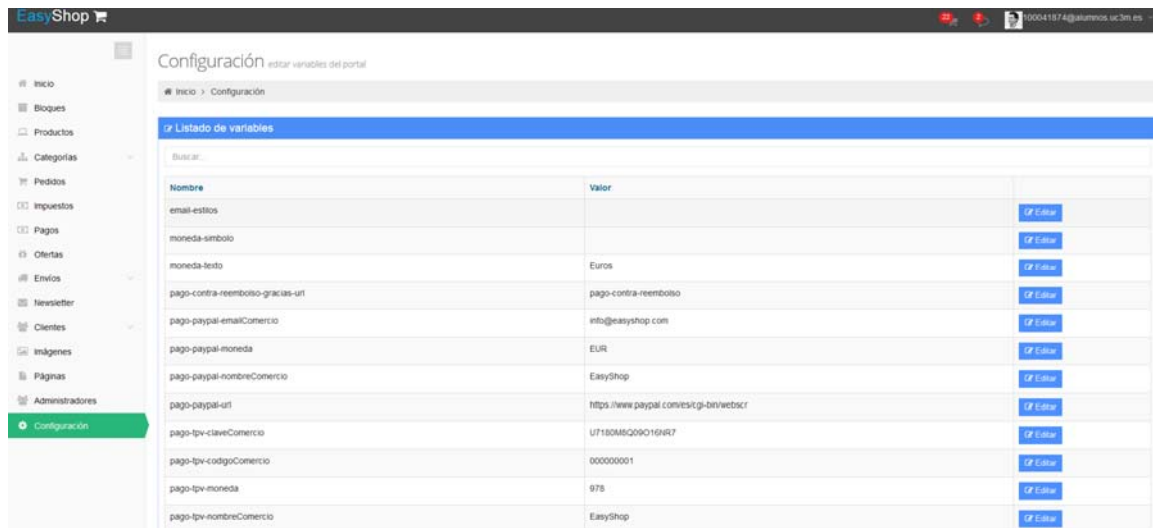 EasyShop
22
2
100041874@alumnos.uc3m.es
Configuración editar variables del portal
Inicio > Configuración
Inicio
Bloques
Productos
Categorías
Pedidos
Impuestos
Pagos
Ofertas
Envíos
Newsletter
Clientes
Imágenes
Páginas
Administradores
Configuración
Listado de variables
Buscar...
Nombre Valor
email-estilos Editar
moneda-simbolo Editar
moneda-texto Euros Editar
pago-contra-reembolso-gracias-url pago-contra-reembolso Editar
pago-paypal-emailComercio info@easyshop.com Editar
pago-paypal-moneda EUR Editar
pago-paypal-nombreComercio EasyShop Editar
pago-paypal-url https://www.paypal.com/es/cgi-bin/webscr Editar
pago-tpv-claveComercio U7180M8Q09O16NR7 Editar
pago-tpv-codigoComercio 000000001 Editar
pago-tpv-moneda 978 Editar
pago-tpv-nombreComercio EasyShop Editar